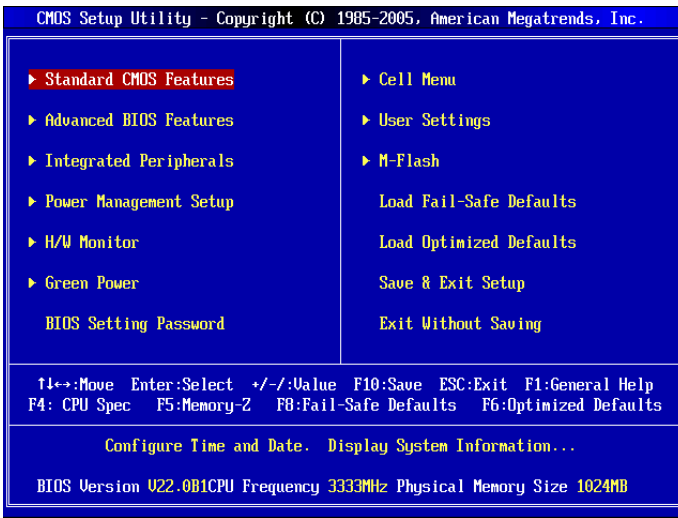 CMOS Setup Utility - Copyright (C) 1985-2005, American Megatrends, Inc.
Standard CMOS Features
Advanced BIOS Features
Integrated Peripherals
Power Management Setup
H/W Monitor
Green Power
BIOS Setting Password
Cell Menu
User Settings
M-Flash
Load Fail-Safe Defaults
Load Optimized Defaults
Save & Exit Setup
Exit Without Saving
↑↓←→:Move Enter:Select +/-/:Value F10:Save ESC:Exit F1:General Help
F4: CPU Spec F5:Memory-Z F8:Fail-Safe Defaults F6:Optimized Defaults
Configure Time and Date. Display System Information...
BIOS Version V22.0B1CPU Frequency 3333MHz Physical Memory Size 1024MB